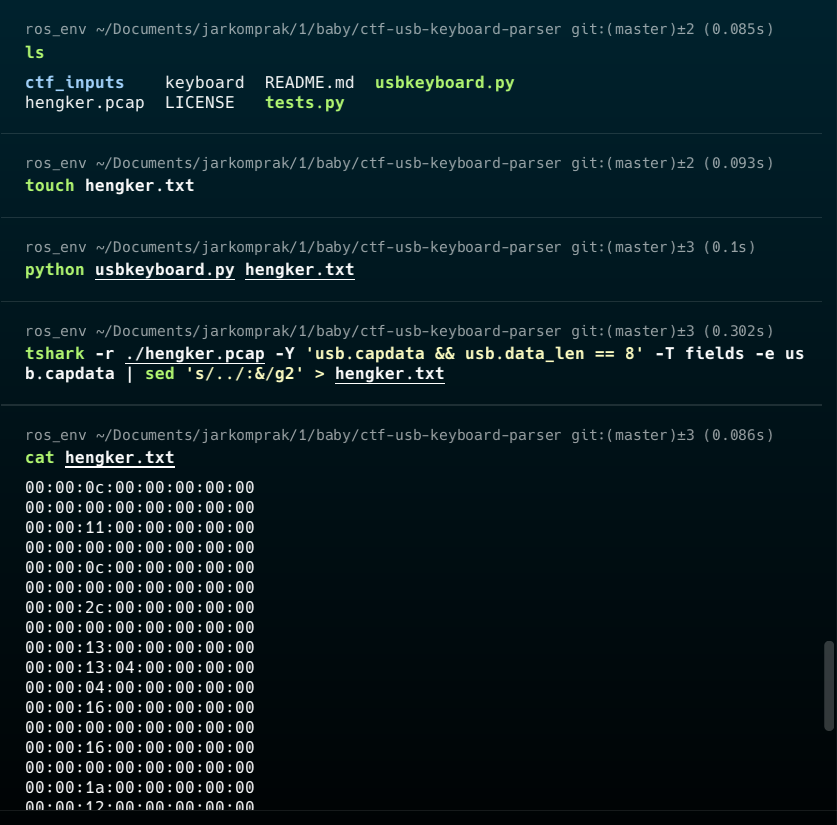 ros_env ~/Documents/jarkomprak/1/baby/ctf-usb-keyboard-parser git:(master)±2 (0.085s)
ls
ctf_inputs    keyboard  README.md  usbkeyboard.py
hengker.pcap  LICENSE   tests.py
ros_env ~/Documents/jarkomprak/1/baby/ctf-usb-keyboard-parser git:(master)±2 (0.093s)
touch hengker.txt
ros_env ~/Documents/jarkomprak/1/baby/ctf-usb-keyboard-parser git:(master)±3 (0.1s)
python usbkeyboard.py hengker.txt
ros_env ~/Documents/jarkomprak/1/baby/ctf-usb-keyboard-parser git:(master)±3 (0.302s)
tshark -r ./hengker.pcap -Y 'usb.capdata && usb.data_len == 8' -T fields -e us
b.capdata | sed 's/../:&/g2' > hengker.txt
ros_env ~/Documents/jarkomprak/1/baby/ctf-usb-keyboard-parser git:(master)±3 (0.086s)
cat hengker.txt
00:00:0c:00:00:00:00:00
00:00:00:00:00:00:00:00
00:00:11:00:00:00:00:00
00:00:00:00:00:00:00:00
00:00:0c:00:00:00:00:00
00:00:00:00:00:00:00:00
00:00:2c:00:00:00:00:00
00:00:00:00:00:00:00:00
00:00:13:00:00:00:00:00
00:00:13:04:00:00:00:00
00:00:04:00:00:00:00:00
00:00:16:00:00:00:00:00
00:00:00:00:00:00:00:00
00:00:16:00:00:00:00:00
00:00:00:00:00:00:00:00
00:00:1a:00:00:00:00:00
00:00:12:00:00:00:00:00